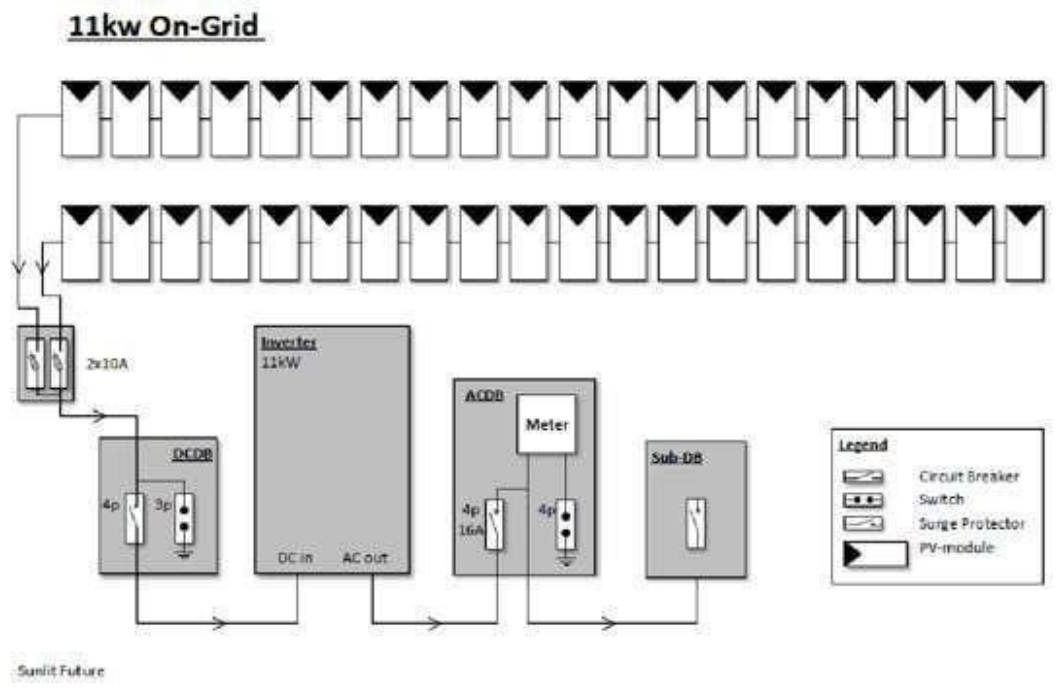 11kw On-Grid
2x10A
Inverter
11kW
DC in
AC out
DCDB
4p
3p
ACDB
Meter
4p
16A
4p
Sub-DB
Legend
Circuit Breaker
Switch
Surge Protector
PV-module
Sunlit Future